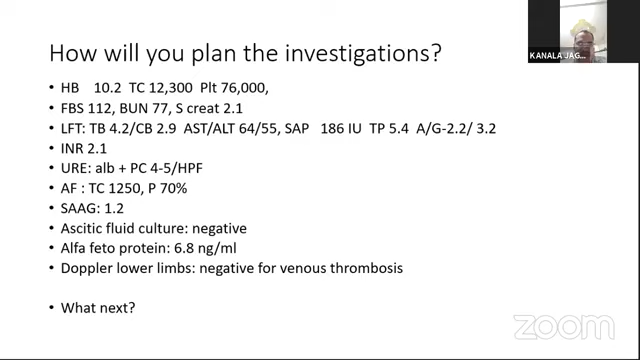 KANALA JAG...
How will you plan the investigations?
• HB 10.2 TC 12,300 Plt 76,000,
• FBS 112, BUN 77, S creat 2.1
• LFT: TB 4.2/CB 2.9 AST/ALT 64/55, SAP 186 IU TP 5.4 A/G-2.2/ 3.2
• INR 2.1
• URE: alb + PC 4-5/HPF
• AF : TC 1250, P 70%
• SAAG: 1.2
• Ascitic fluid culture: negative
• Alfa feto protein: 6.8 ng/ml
• Doppler lower limbs: negative for venous thrombosis
• What next?
zoom